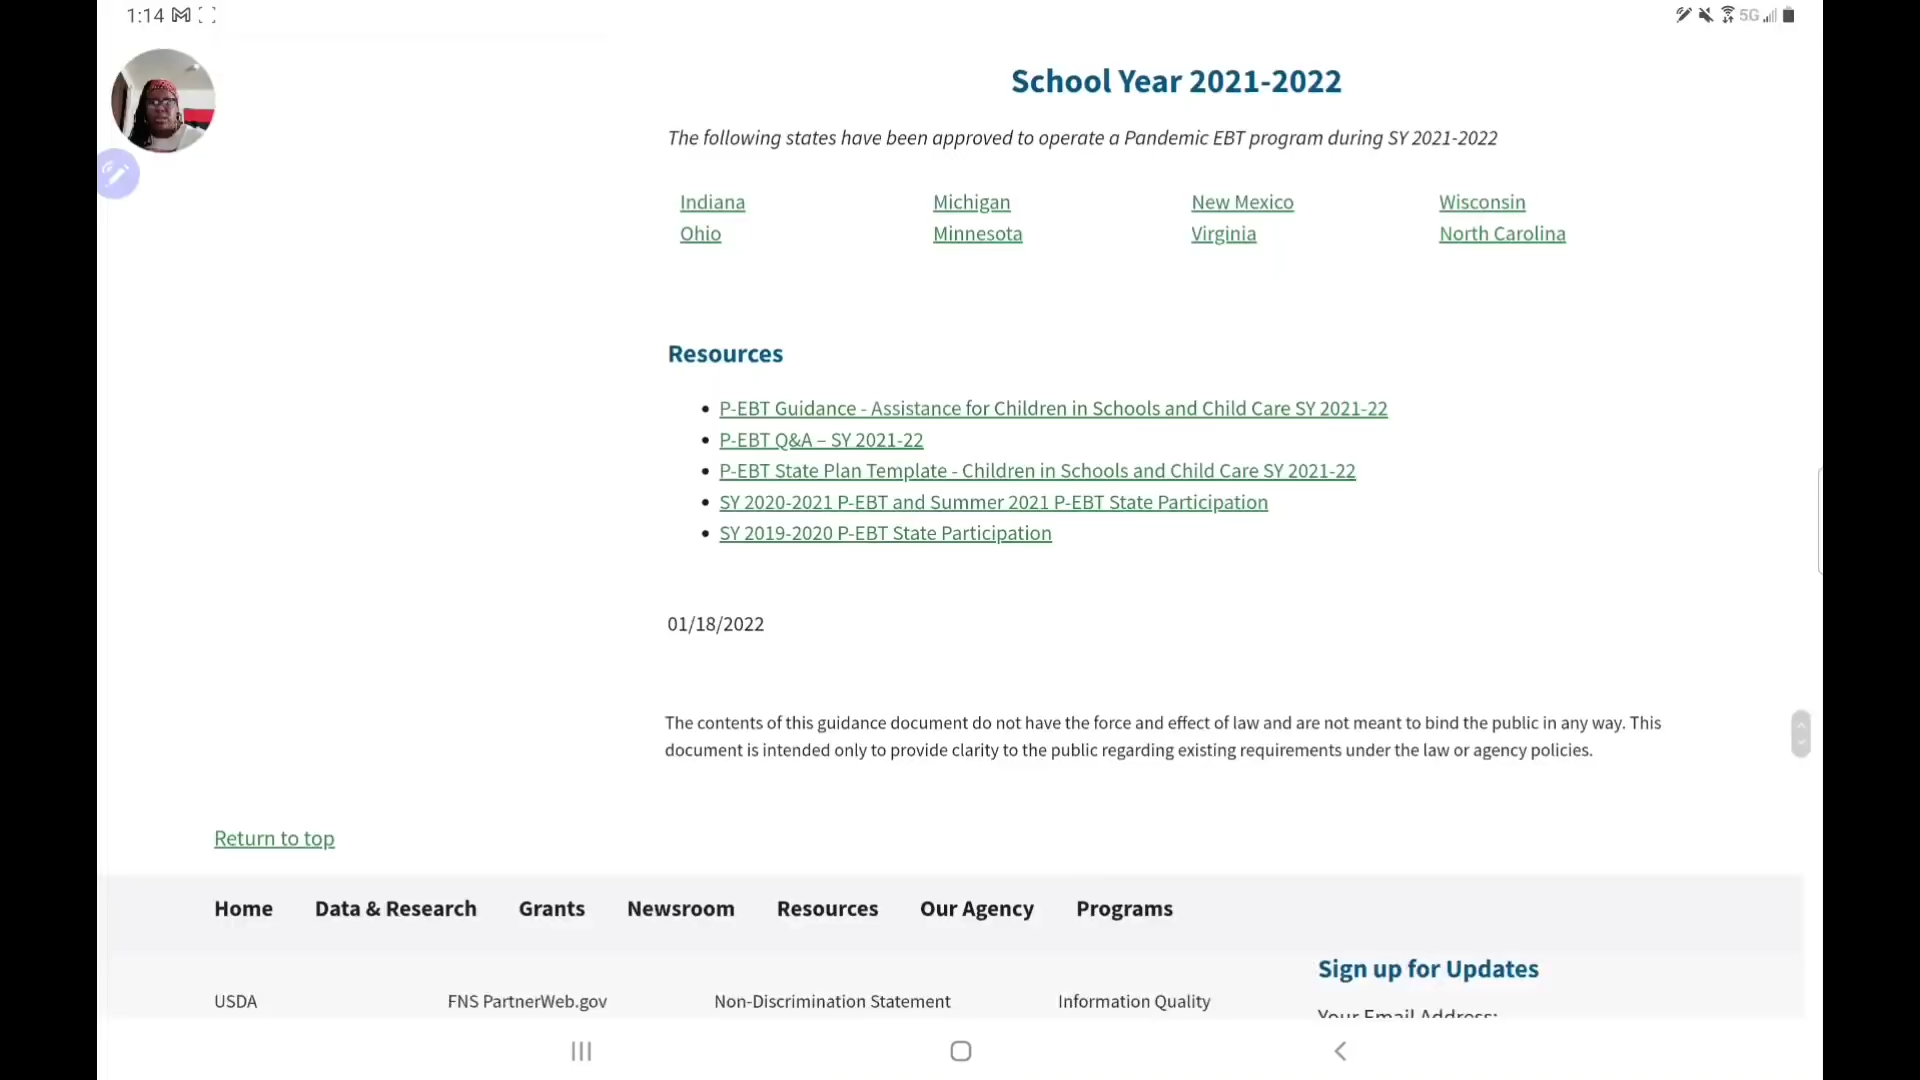 1:14
5G
School Year 2021-2022
The following states have been approved to operate a Pandemic EBT program during SY 2021-2022
Indiana Michigan New Mexico Wisconsin
Ohio Minnesota Virginia North Carolina
Resources
• P-EBT Guidance - Assistance for Children in Schools and Child Care SY 2021-22
• P-EBT Q&A – SY 2021-22
• P-EBT State Plan Template - Children in Schools and Child Care SY 2021-22
• SY 2020-2021 P-EBT and Summer 2021 P-EBT State Participation
• SY 2019-2020 P-EBT State Participation
01/18/2022
The contents of this guidance document do not have the force and effect of law and are not meant to bind the public in any way. This
document is intended only to provide clarity to the public regarding existing requirements under the law or agency policies.
Return to top
Home Data & Research Grants Newsroom Resources Our Agency Programs
Sign up for Updates
USDA FNS PartnerWeb.gov Non-Discrimination Statement Information Quality
Your Email Address: